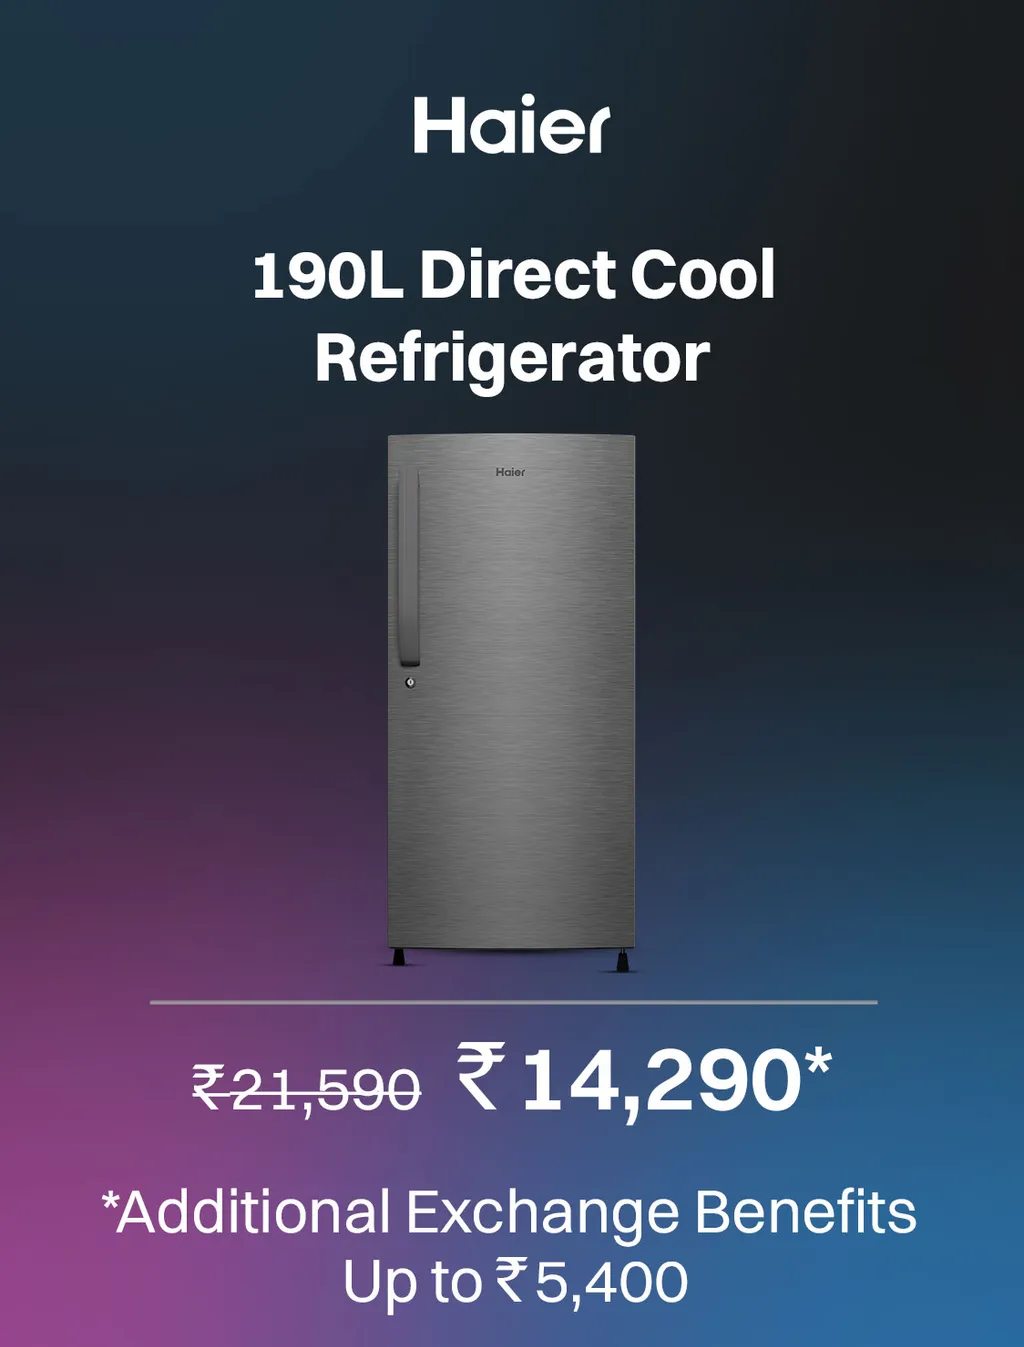 Haier
190L Direct Cool
Refrigerator
Haier
₹21,590 ₹14,290*
*Additional Exchange Benefits
Up to ₹5,400